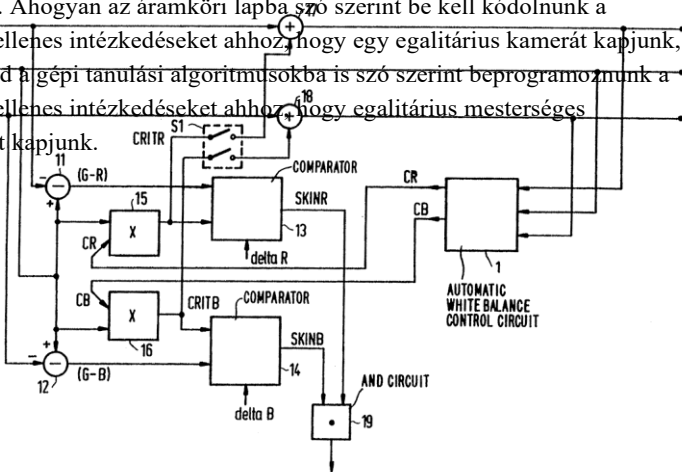 . Ahogyan az áramköri lapba szó szerint be kell kódolnunk a
ellenes intézkedéseket ahhoz, hogy egy egalitárius kamerát kapjunk,
d a gépi tanulási algoritmusokba is szó szerint beprogramoznunk a
ellenes intézkedéseket ahhoz, hogy egalitárius mesterséges
t kapjunk.
+
18
+
S1
CRITR
11
(G-R)
-
+
15
X
CR
COMPARATOR
SKINR
13
delta R
CR
CB
1
AUTOMATIC
WHITE BALANCE
CONTROL CIRCUIT
CB
X
16
CRITB
COMPARATOR
SKINB
14
delta B
+
-
12
(G-B)
AND CIRCUIT
19